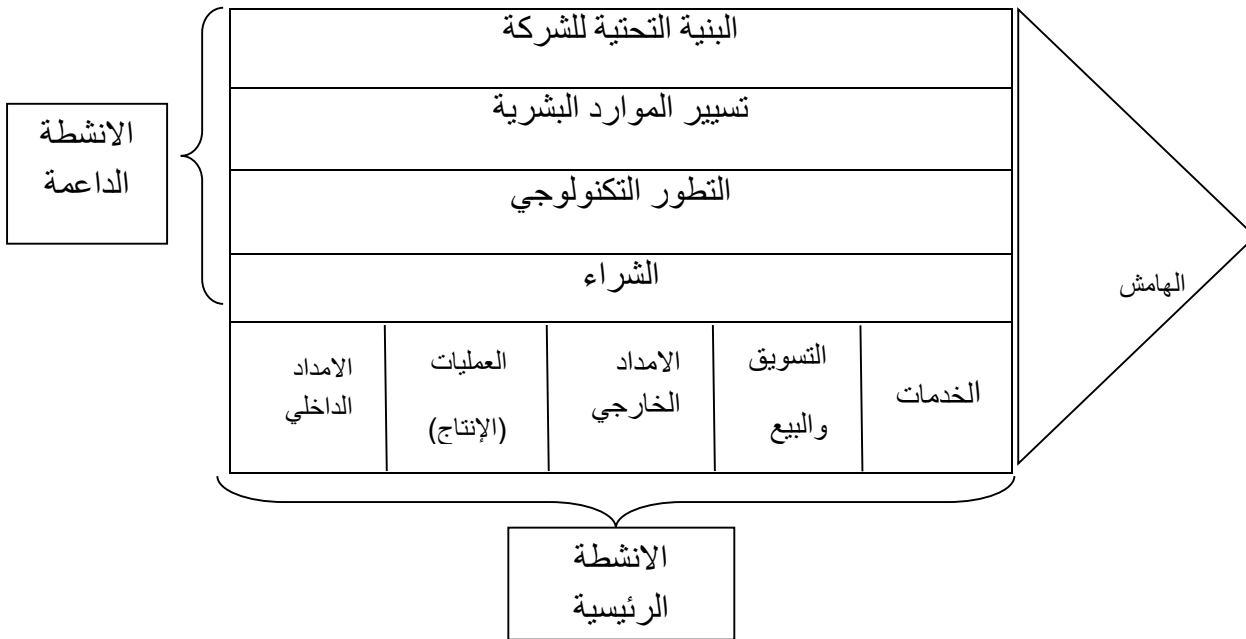 البنية التحتية للشركة
تسيير الموارد البشرية
التطور التكنولوجي
الشراء
الانشطة
الداعمة
الهامش
الامداد
الداخلي
العمليات
(الإنتاج)
الامداد
الخارجي
التسويق
والبيع
الخدمات
الانشطة
الرئيسية